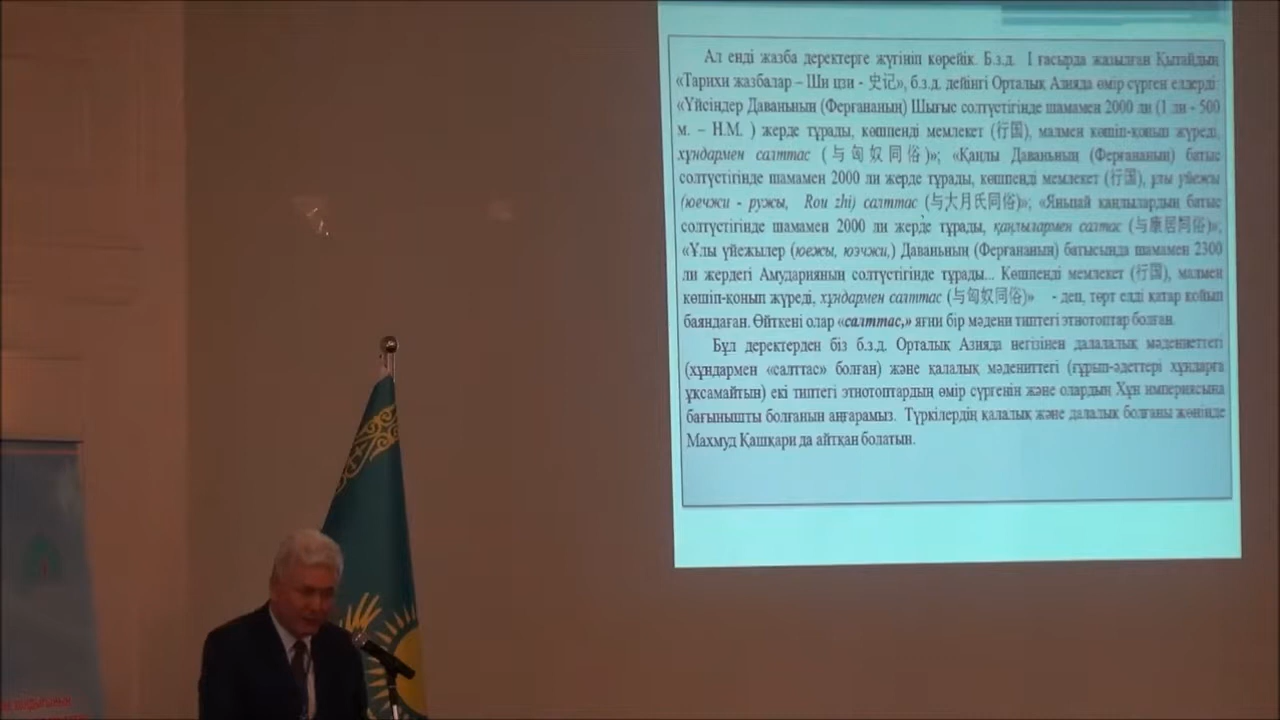 Ал енді жазба деректерге жүгініп көрейік. Б.з.д. I ғасырда жазылған Қытайдың
«Тарихи жазбалар – Ши цзи - 史记», б.з.д. дейінгі Орталық Азияда өмір сүрген елдерді:
«Үйсіңдер Даваньның (Ферғананың) Шығыс солтүстігінде шамамен 2000 ли (1 ли - 500
м. – Н.М. ) жерде тұрады, көшпенді мемлекет (行国), малмен көшіп-қонып жүреді,
хұндармен салттас (与匈奴同俗)»; «Қаңлы Даваньның (Ферғананың) батыс
солтүстігінде шамамен 2000 ли жерде тұрады, көшпенді мемлекет (行国), ұлы үйежы
(юечжи - ружы, Rou zhi) салттас (与大月氏同俗)»; «Яньцай қаңлылардың батыс
солтүстігінде шамамен 2000 ли жерде тұрады, қаңлылармен салтас (与康居同俗)»,
«Ұлы үйежылер (юежы, юэчжи,) Даваньның (Ферғананың) батысында шамамен 2300
ли жердегі Амударияның солтүстігінде тұрады... Көшпенді мемлекет (行国), малмен
көшіп-қонып жүреді, хұндармен салттас (与匈奴同俗)» - деп, төрт елді қатар қойып
баяндаған. Өйткені олар «салттас,» яғни бір мәдени типтегі этнотоптар болған.
Бұл деректерден біз б.з.д. Орталық Азияда негізінен далалалық мәдениеттегі
(хұндармен «салттас» болған) және қалалық мәдениттегі (ғұрып-әдеттері хұндарға
ұқсамайтын) екі типтегі этнотоптардың өмір сүргенін және олардың Хұн империясына
бағынышты болғанын аңғарамыз. Түркілердің қалалық және далалық болғаны жөнінде
Махмуд Қашқари да айтқан болатын.